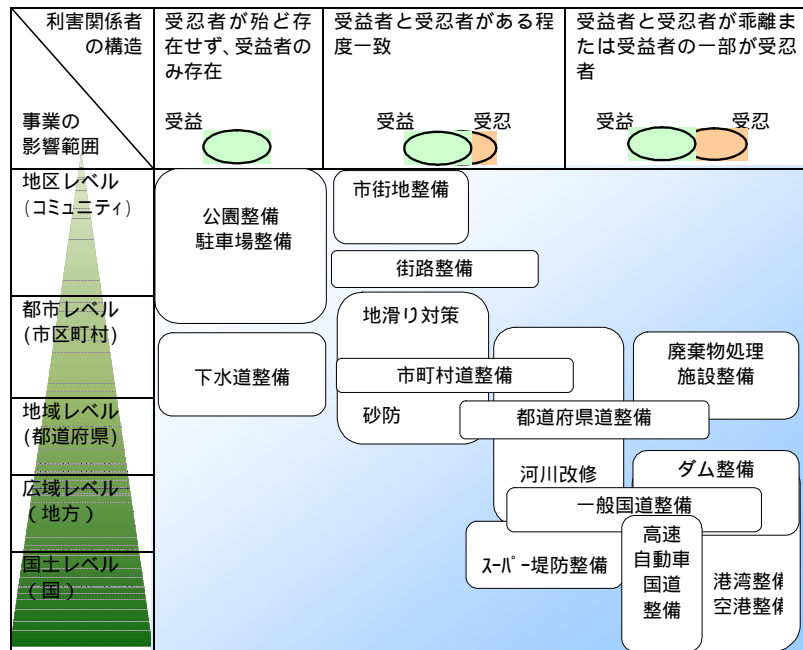 利害関係者
の構造
事業の
影響範囲
受忍者が殆ど存
在せず、受益者の
み存在
受益
受益者と受忍者がある程
度一致
受益
受忍
受益者と受忍者が乖離ま
たは受益者の一部が受忍
者
受益
受忍
地区レベル
(コミュニティ)
公園整備
駐車場整備
市街地整備
街路整備
都市レベル
(市区町村)
下水道整備
地滑り対策
市町村道整備
砂防
廃棄物処理
施設整備
地域レベル
(都道府県)
都道府県道整備
河川改修
ダム整備
広域レベル
(地方)
一般国道整備
国土レベル
(国)
スーパー堤防整備
高速
自動車
国道
整備
港湾整備
空港整備